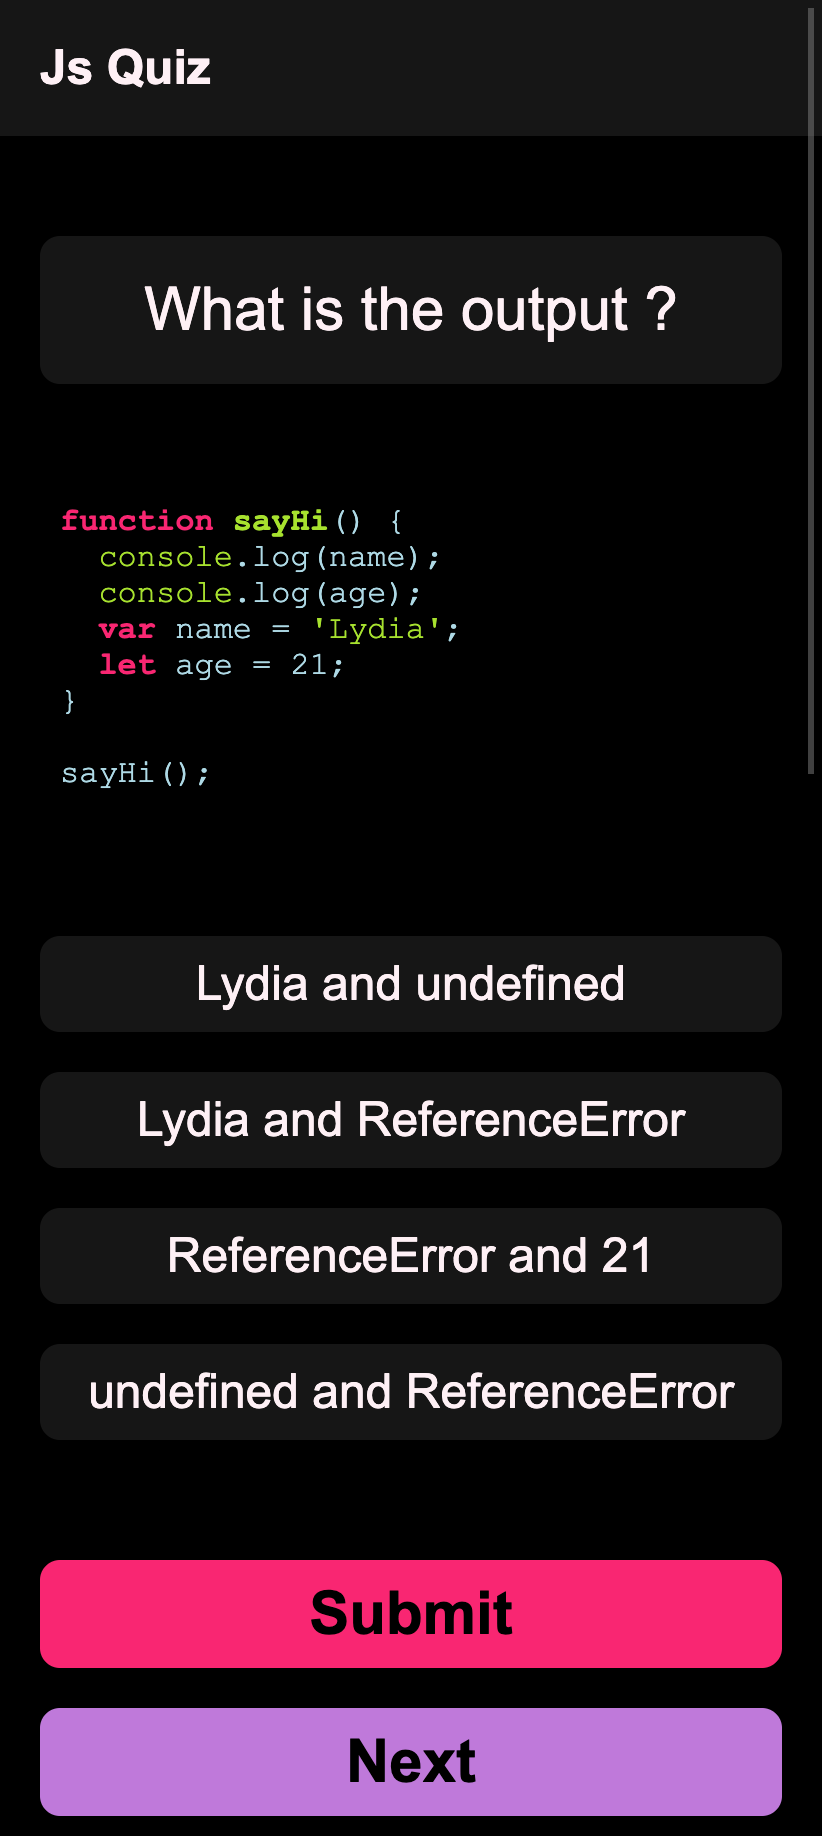 Js Quiz
What is the output ?
function sayHi() {
  console.log(name);
  console.log(age);
  var name = 'Lydia';
  let age = 21;
}
sayHi();
Lydia and undefined
Lydia and ReferenceError
ReferenceError and 21
undefined and ReferenceError
Submit
Next